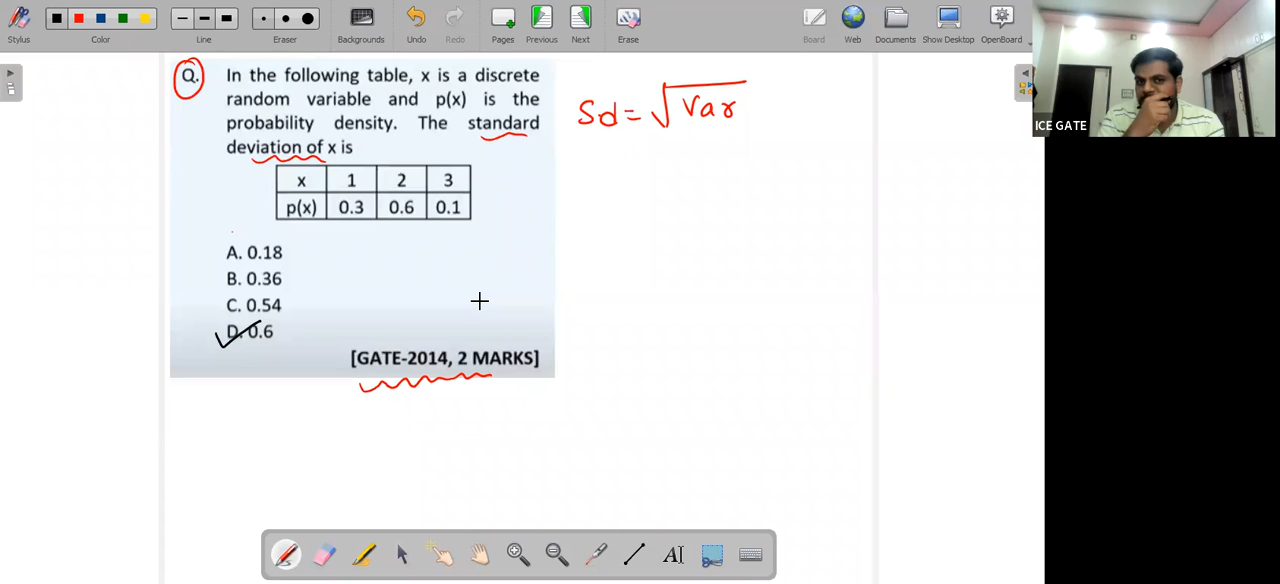 Color
Line
Eraser
Backgrounds
Undo
Redo
Pages
Previous
Next
Erase
Board
Web
Documents
Show Desktop
OpenBoard
Stylus
ICE GATE
Q. In the following table, x is a discrete
random variable and p(x) is the
probability density. The standard
deviation of x is
x 1 2 3
p(x) 0.3 0.6 0.1
A. 0.18
B. 0.36
C. 0.54
D. 0.6
[GATE-2014, 2 MARKS]
Sd = √Var
AI